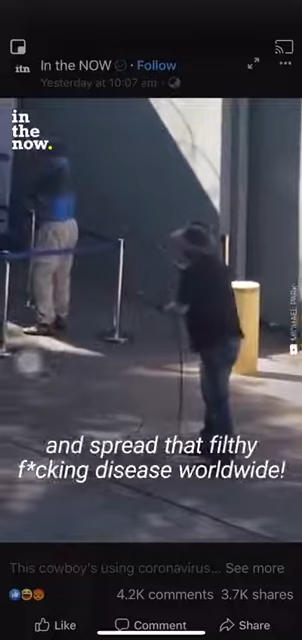 In the NOW · Follow
itn
Yesterday at 10:07 am ·
in
the
now.
and spread that filthy
f*cking disease worldwide!
This cowboy's using coronavirus... See more
4.2K comments 3.7K shares
Like Comment Share